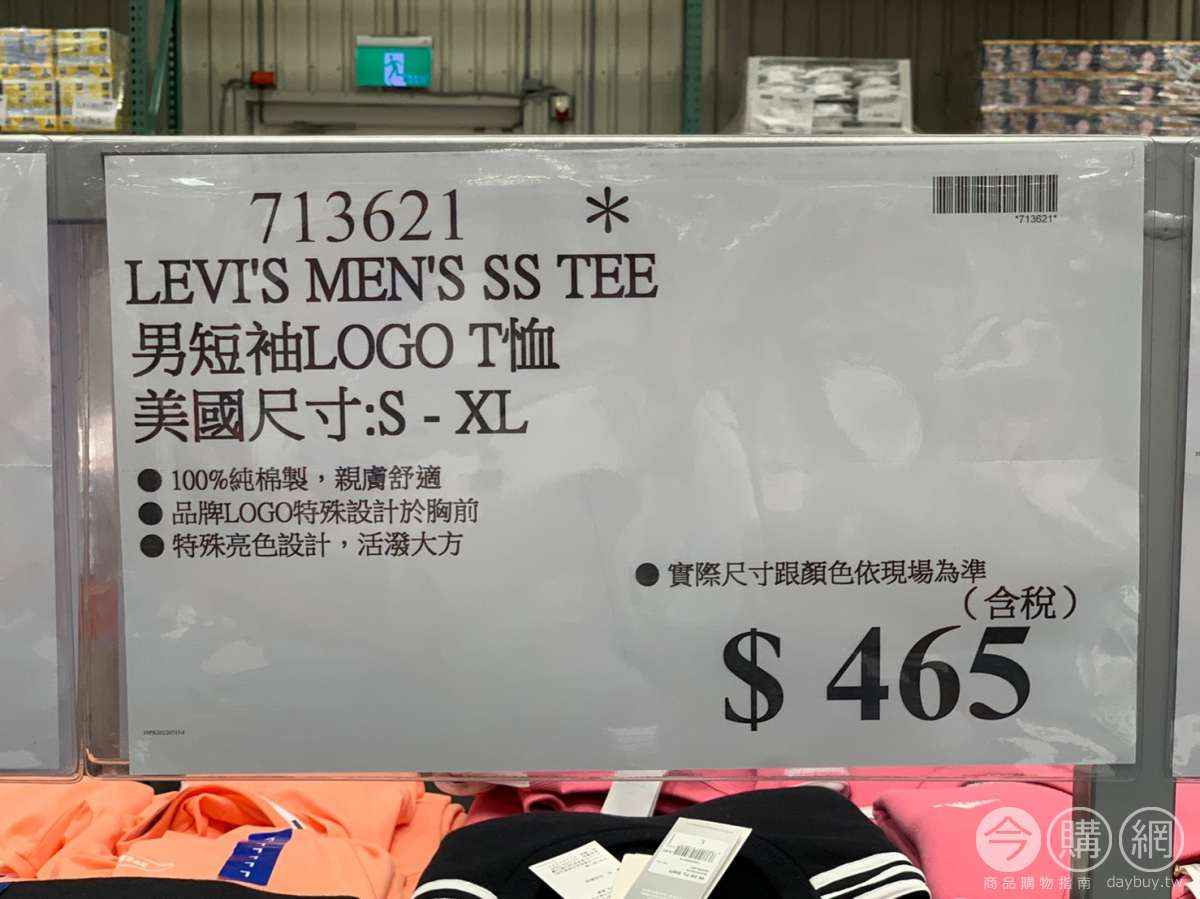 713621 *
*713621*
LEVI'S MEN'S SS TEE
男短袖LOGO T恤
美國尺寸:S - XL
● 100%純棉製，親膚舒適
● 品牌LOGO特殊設計於胸前
● 特殊亮色設計，活潑大方
● 實際尺寸跟顏色依現場為準
（含稅）
$ 465
L
今購網
商品購物指南 daybuy.tw